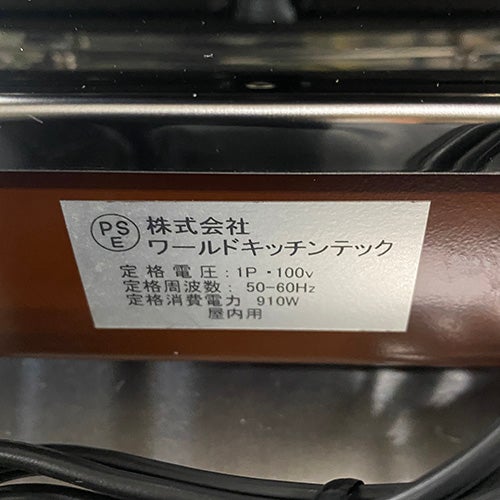 PS
E
株式会社
ワールドキッチンテック
定格電圧:1P・100v
定格周波数:50-60Hz
定格消費電力 910W
屋内用